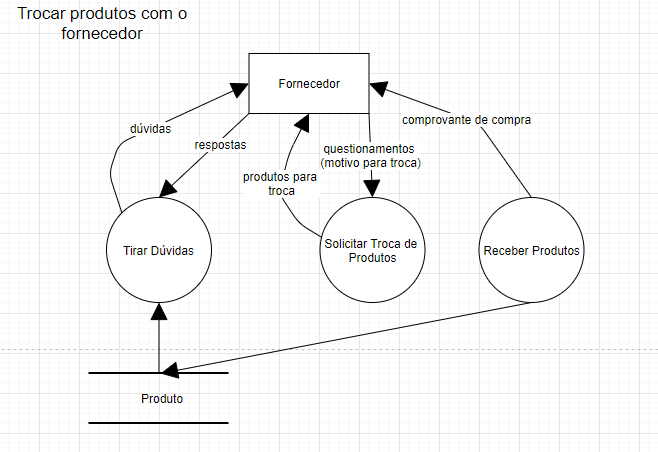 Trocar produtos com o
fornecedor
Fornecedor
dúvidas
respostas
comprovante de compra
questionamentos
(motivo para troca)
produtos para
troca
Tirar Dúvidas
Solicitar Troca de
Produtos
Receber Produtos
Produto